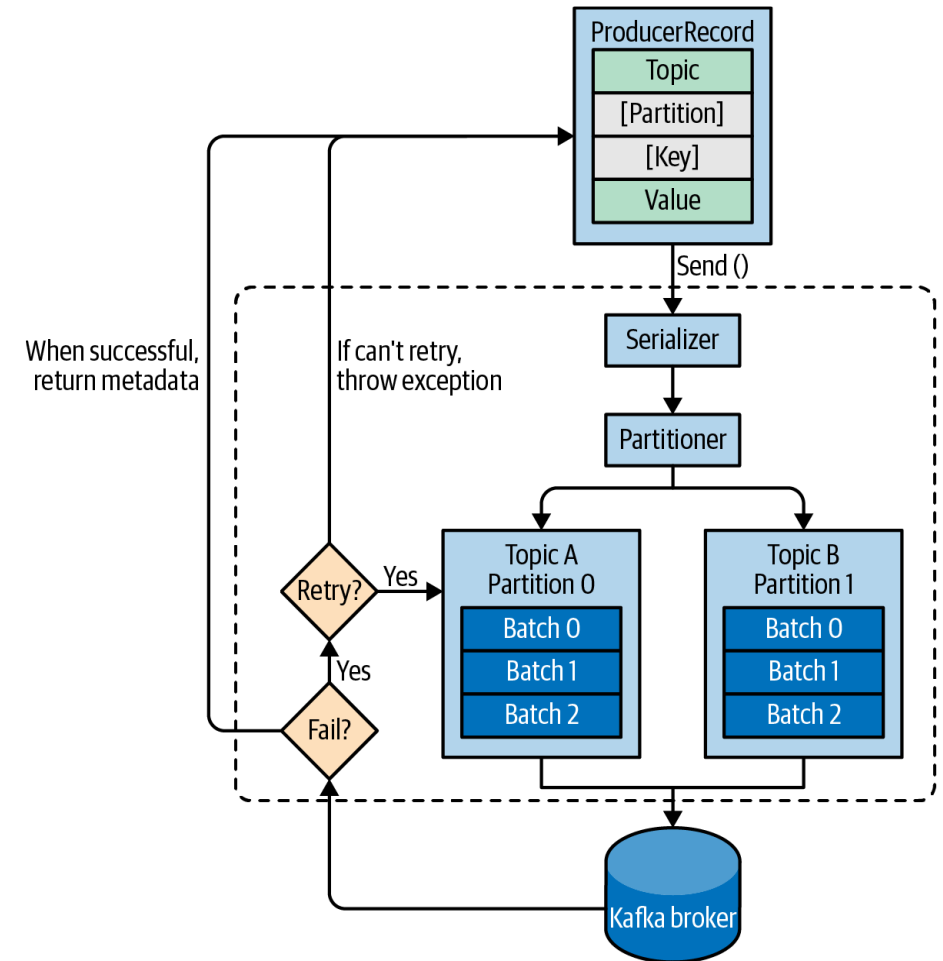 ProducerRecord
Topic
[Partition]
[Key]
Value
Send ()
Serializer
Partitioner
When successful,
return metadata
If can't retry,
throw exception
Topic A
Partition 0
Batch 0
Batch 1
Batch 2
Topic B
Partition 1
Batch 0
Batch 1
Batch 2
Retry?
Yes
Yes
Fail?
Kafka broker